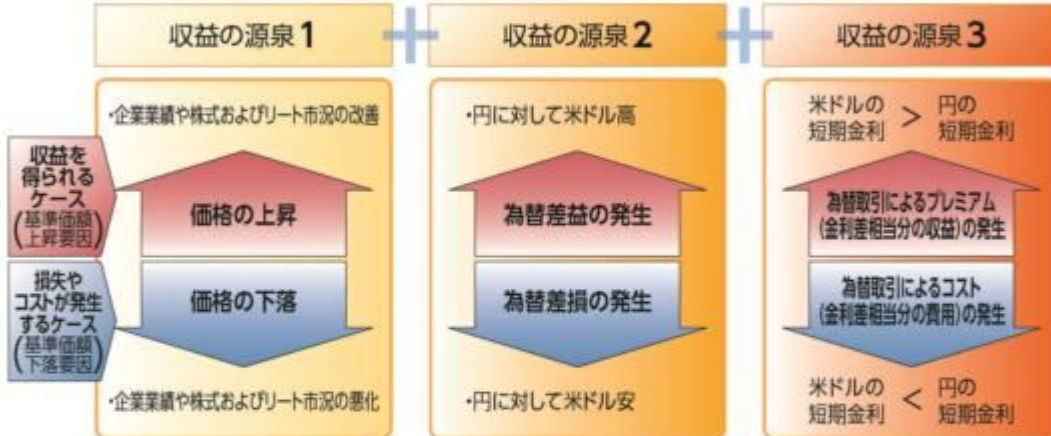 収益の源泉1
+
収益の源泉2
+
収益の源泉3
収益を
得られる
ケース
(基準価額
上昇要因)
損失や
コストが発生
するケース
(基準価額
下落要因)
・企業業績や株式およびリート市況の改善
価格の上昇
価格の下落
・企業業績や株式およびリート市況の悪化
・円に対して米ドル高
為替差益の発生
為替差損の発生
・円に対して米ドル安
米ドルの 円の
短期金利 > 短期金利
為替取引によるプレミアム
(金利差相当分の収益)の発生
為替取引によるコスト
(金利差相当分の費用)の発生
米ドルの 円の
短期金利 < 短期金利